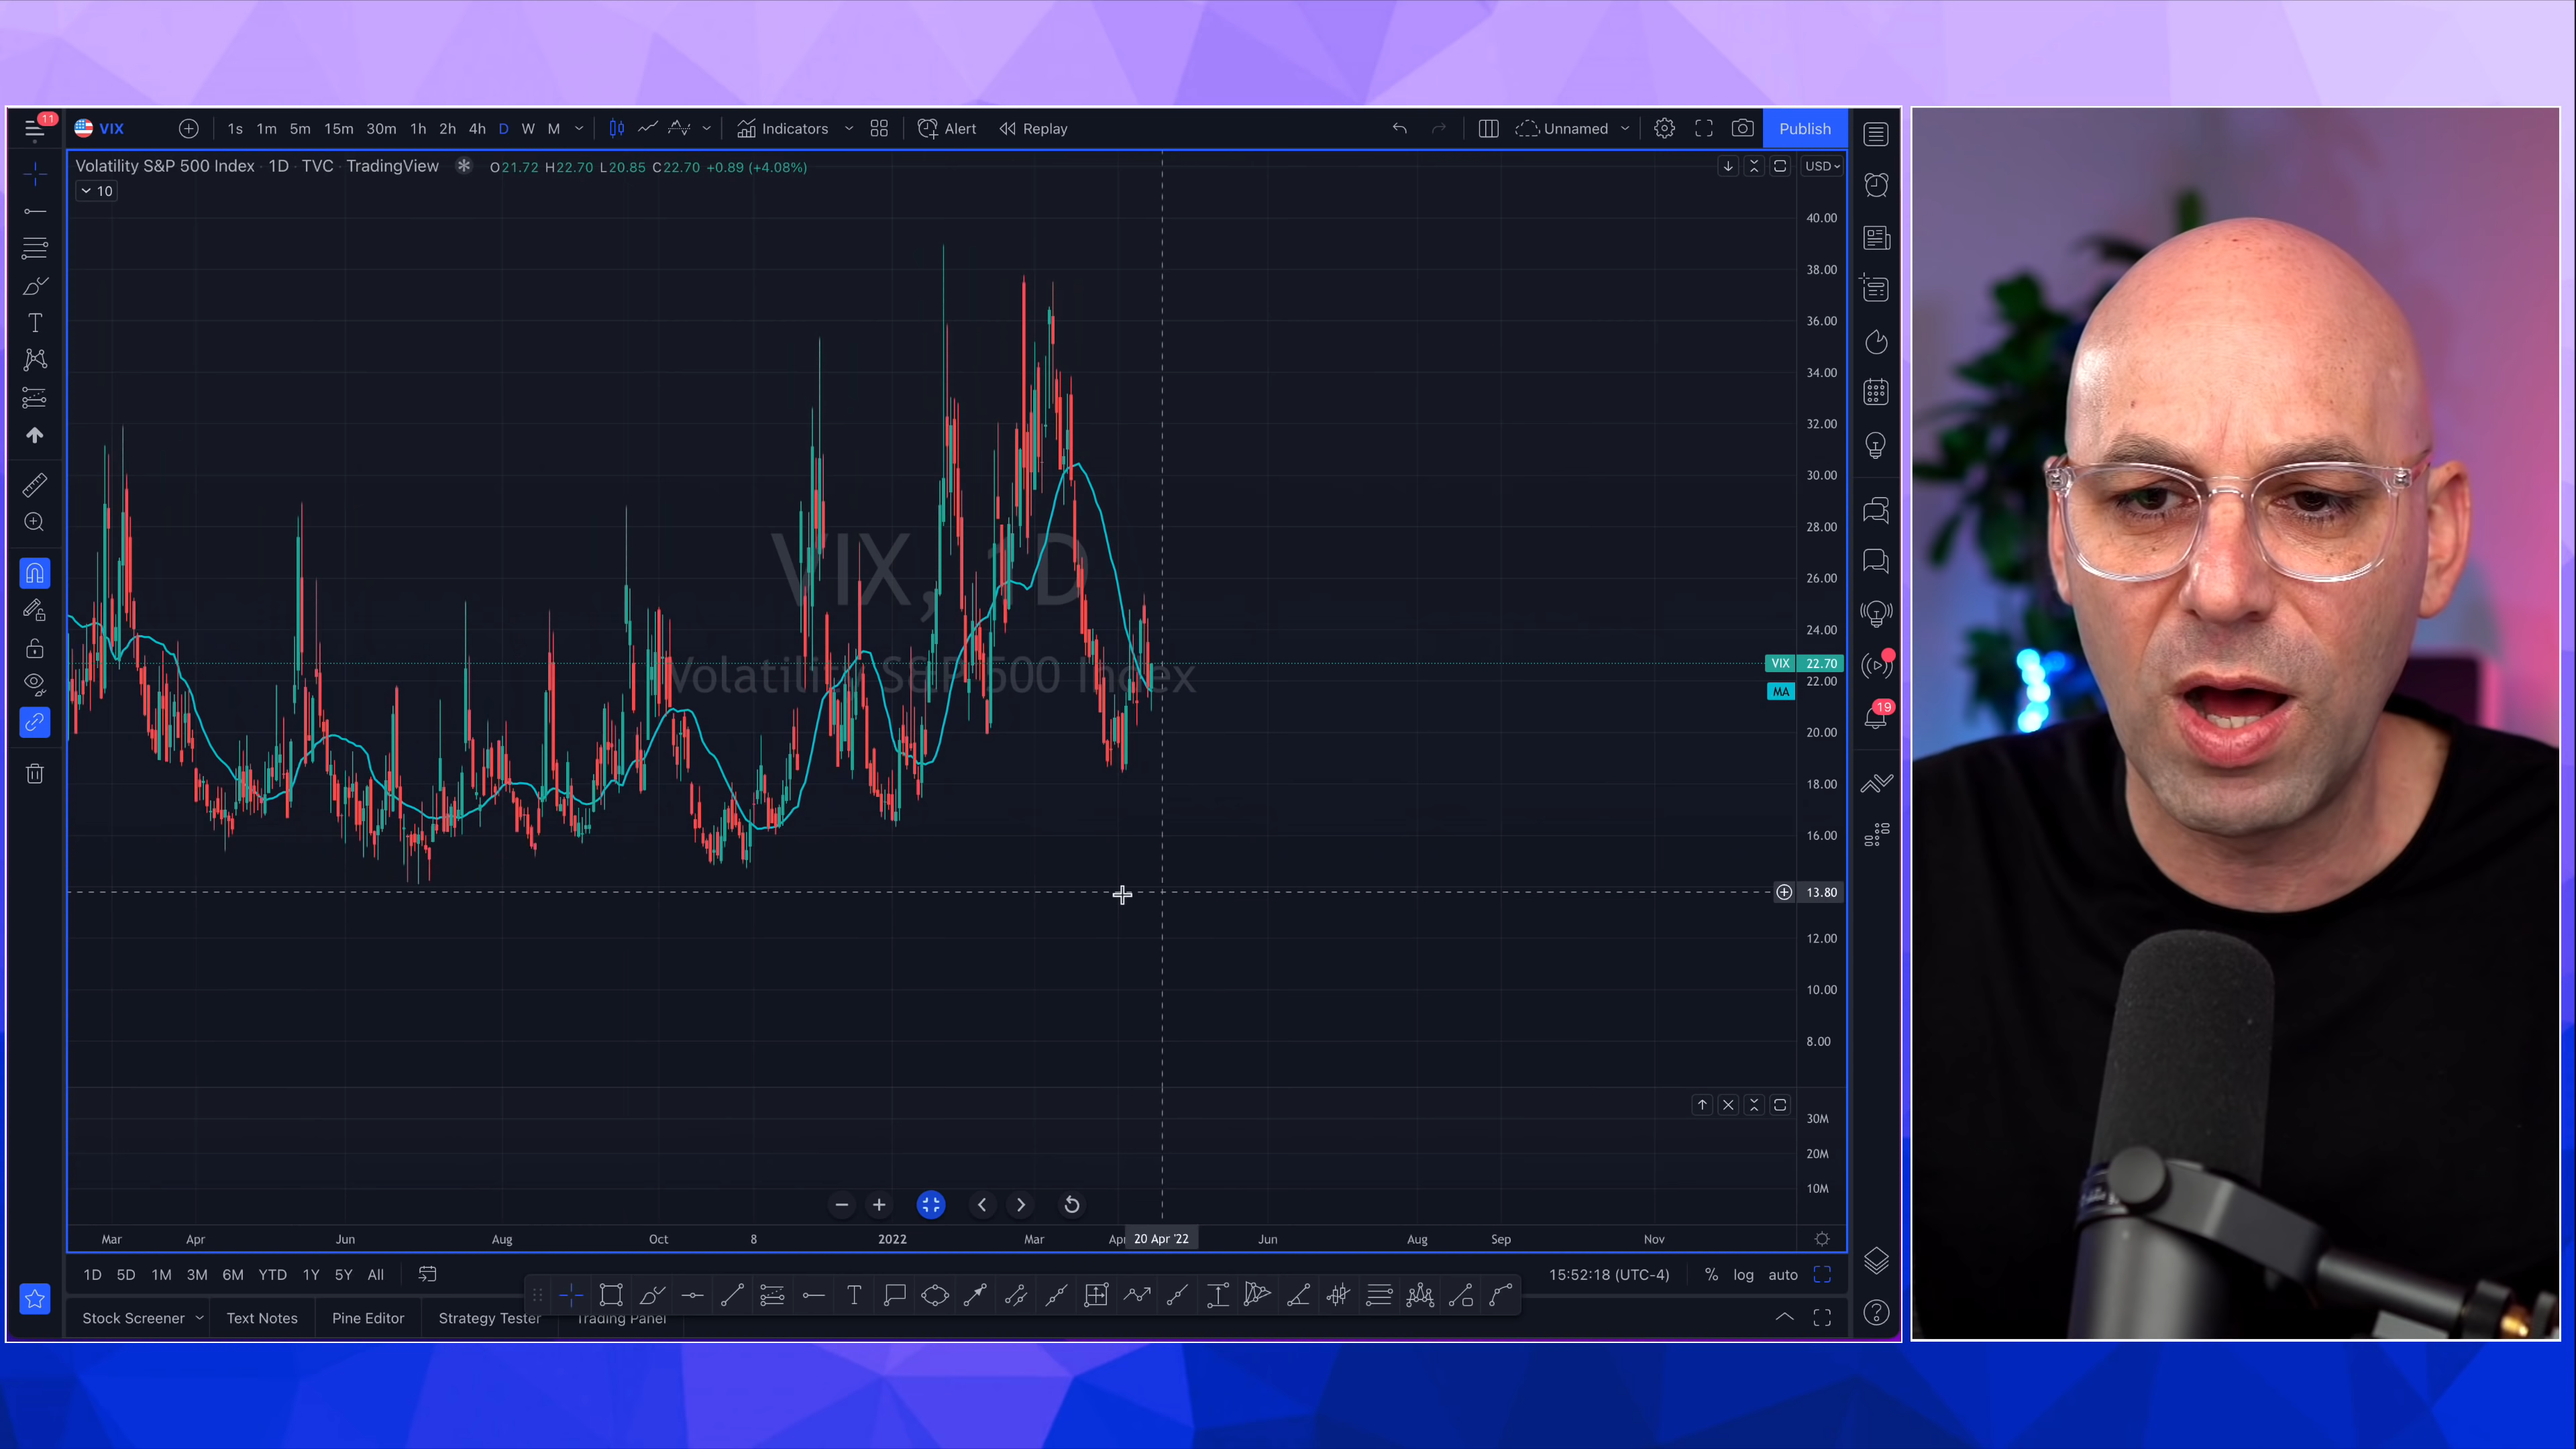 11
VIX
1s 1m 5m 15m 30m 1h 2h 4h D W M
Indicators
Alert
Replay
Unnamed
Publish
Volatility S&P 500 Index · 1D · TVC · TradingView
O21.72 H22.70 L20.85 C22.70 +0.89 (+4.08%)
USD
10
40.00
38.00
36.00
34.00
32.00
30.00
28.00
VIX, 1D
26.00
24.00
Volatility S&P 500 Index
VIX 22.70
22.00
MA
19
20.00
18.00
16.00
13.80
12.00
10.00
8.00
30M
20M
10M
Mar Apr Jun Aug Oct 8 2022 Mar Apr 20 Apr '22 Jun Aug Sep Nov
1D 5D 1M 3M 6M YTD 1Y 5Y All
15:52:18 (UTC-4)
% log auto
Stock Screener
Text Notes
Pine Editor
Strategy Tester
Trading Panel